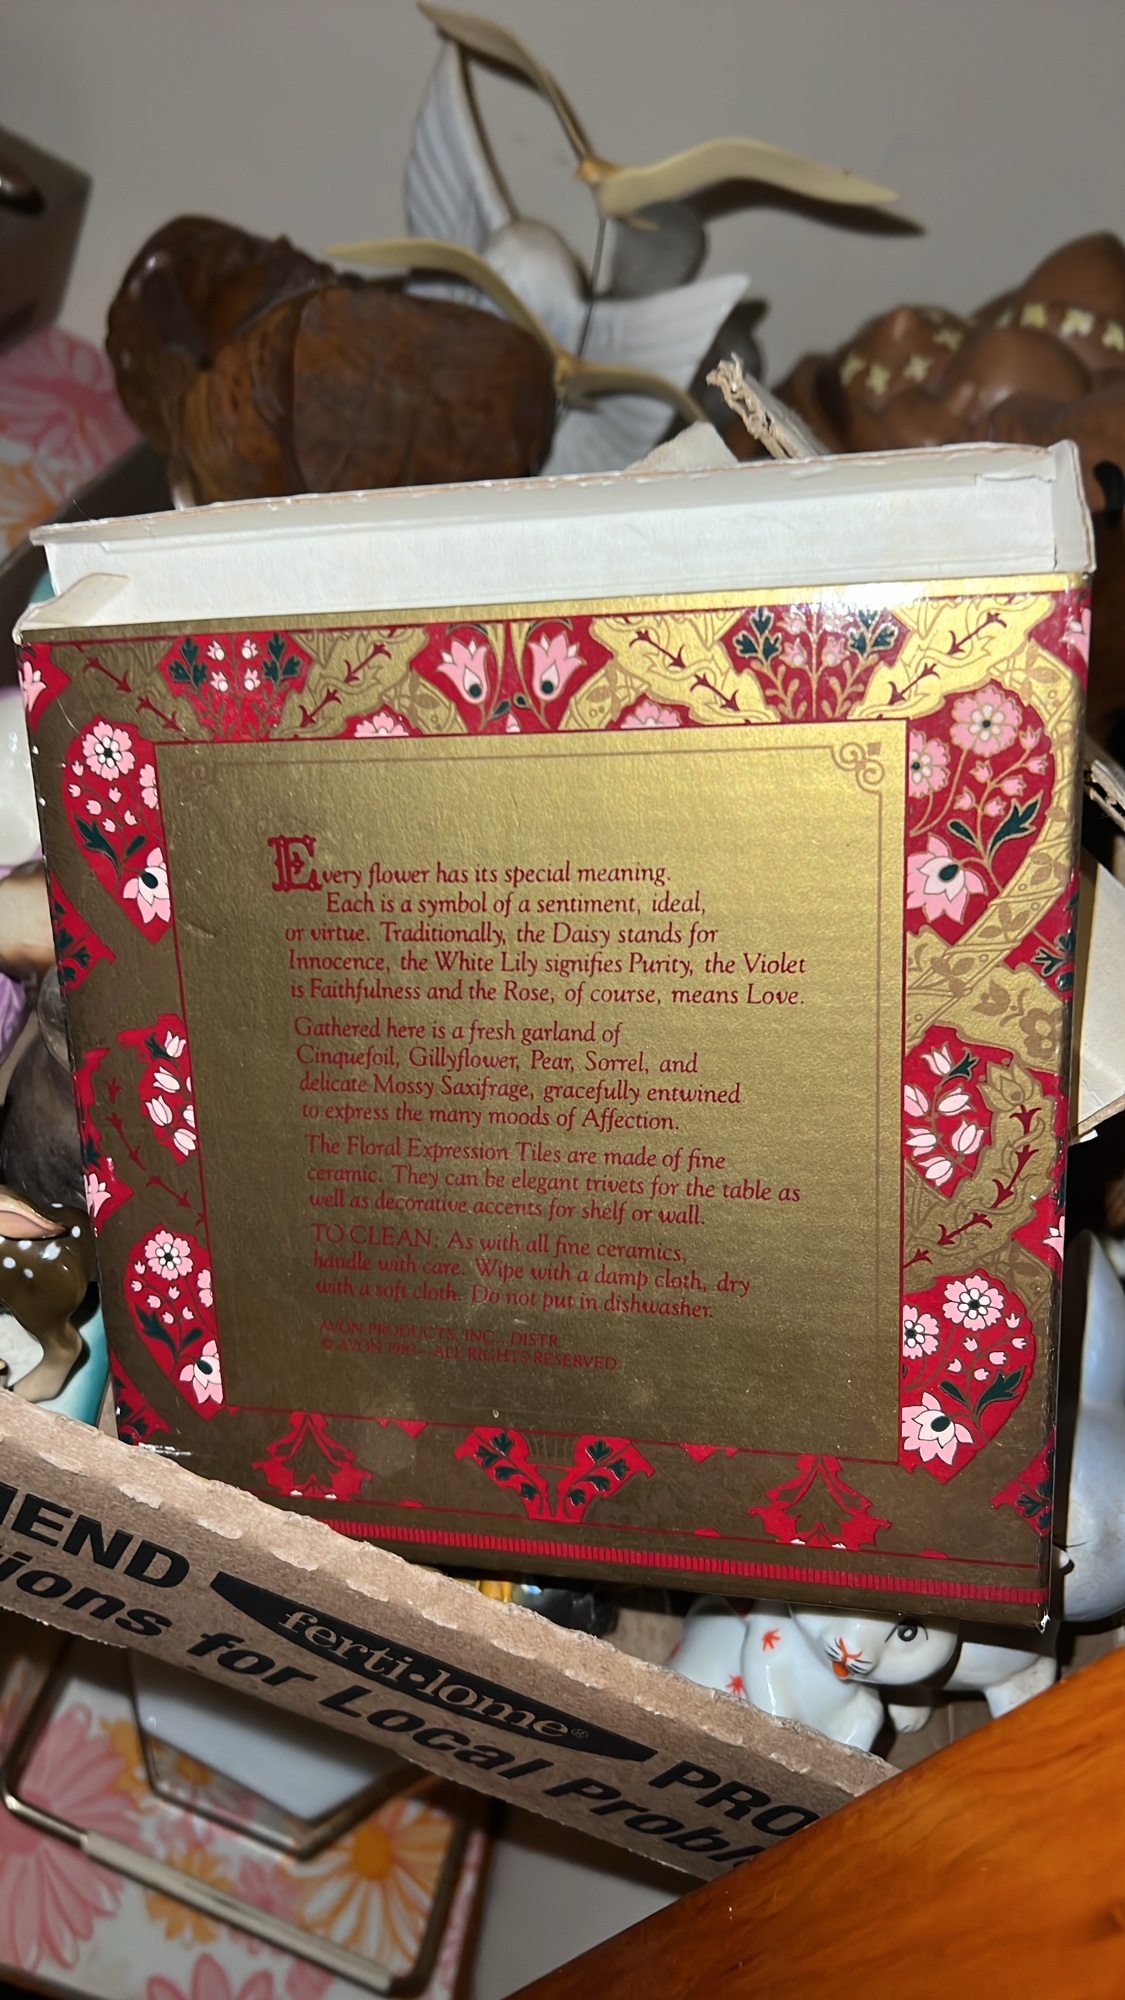 Every flower has its special meaning.
Each is a symbol of a sentiment, ideal,
or virtue. Traditionally, the Daisy stands for
Innocence, the White Lily signifies Purity, the Violet
is Faithfulness and the Rose, of course, means Love.
Gathered here is a fresh garland of
Cinquefoil, Gillyflower, Pear, Sorrel, and
delicate Mossy Saxifrage, gracefully entwined
to express the many moods of Affection.
The Floral Expression Tiles are made of fine
ceramic. They can be elegant trivets for the table as
well as decorative accents for shelf or wall.
TO CLEAN: As with all fine ceramics,
handle with care. Wipe with a damp cloth, dry
with a soft cloth. Do not put in dishwasher.
AVON PRODUCTS, INC., DISTR.
© AVON 1981—ALL RIGHTS RESERVED.
ferti•lome®
for Local